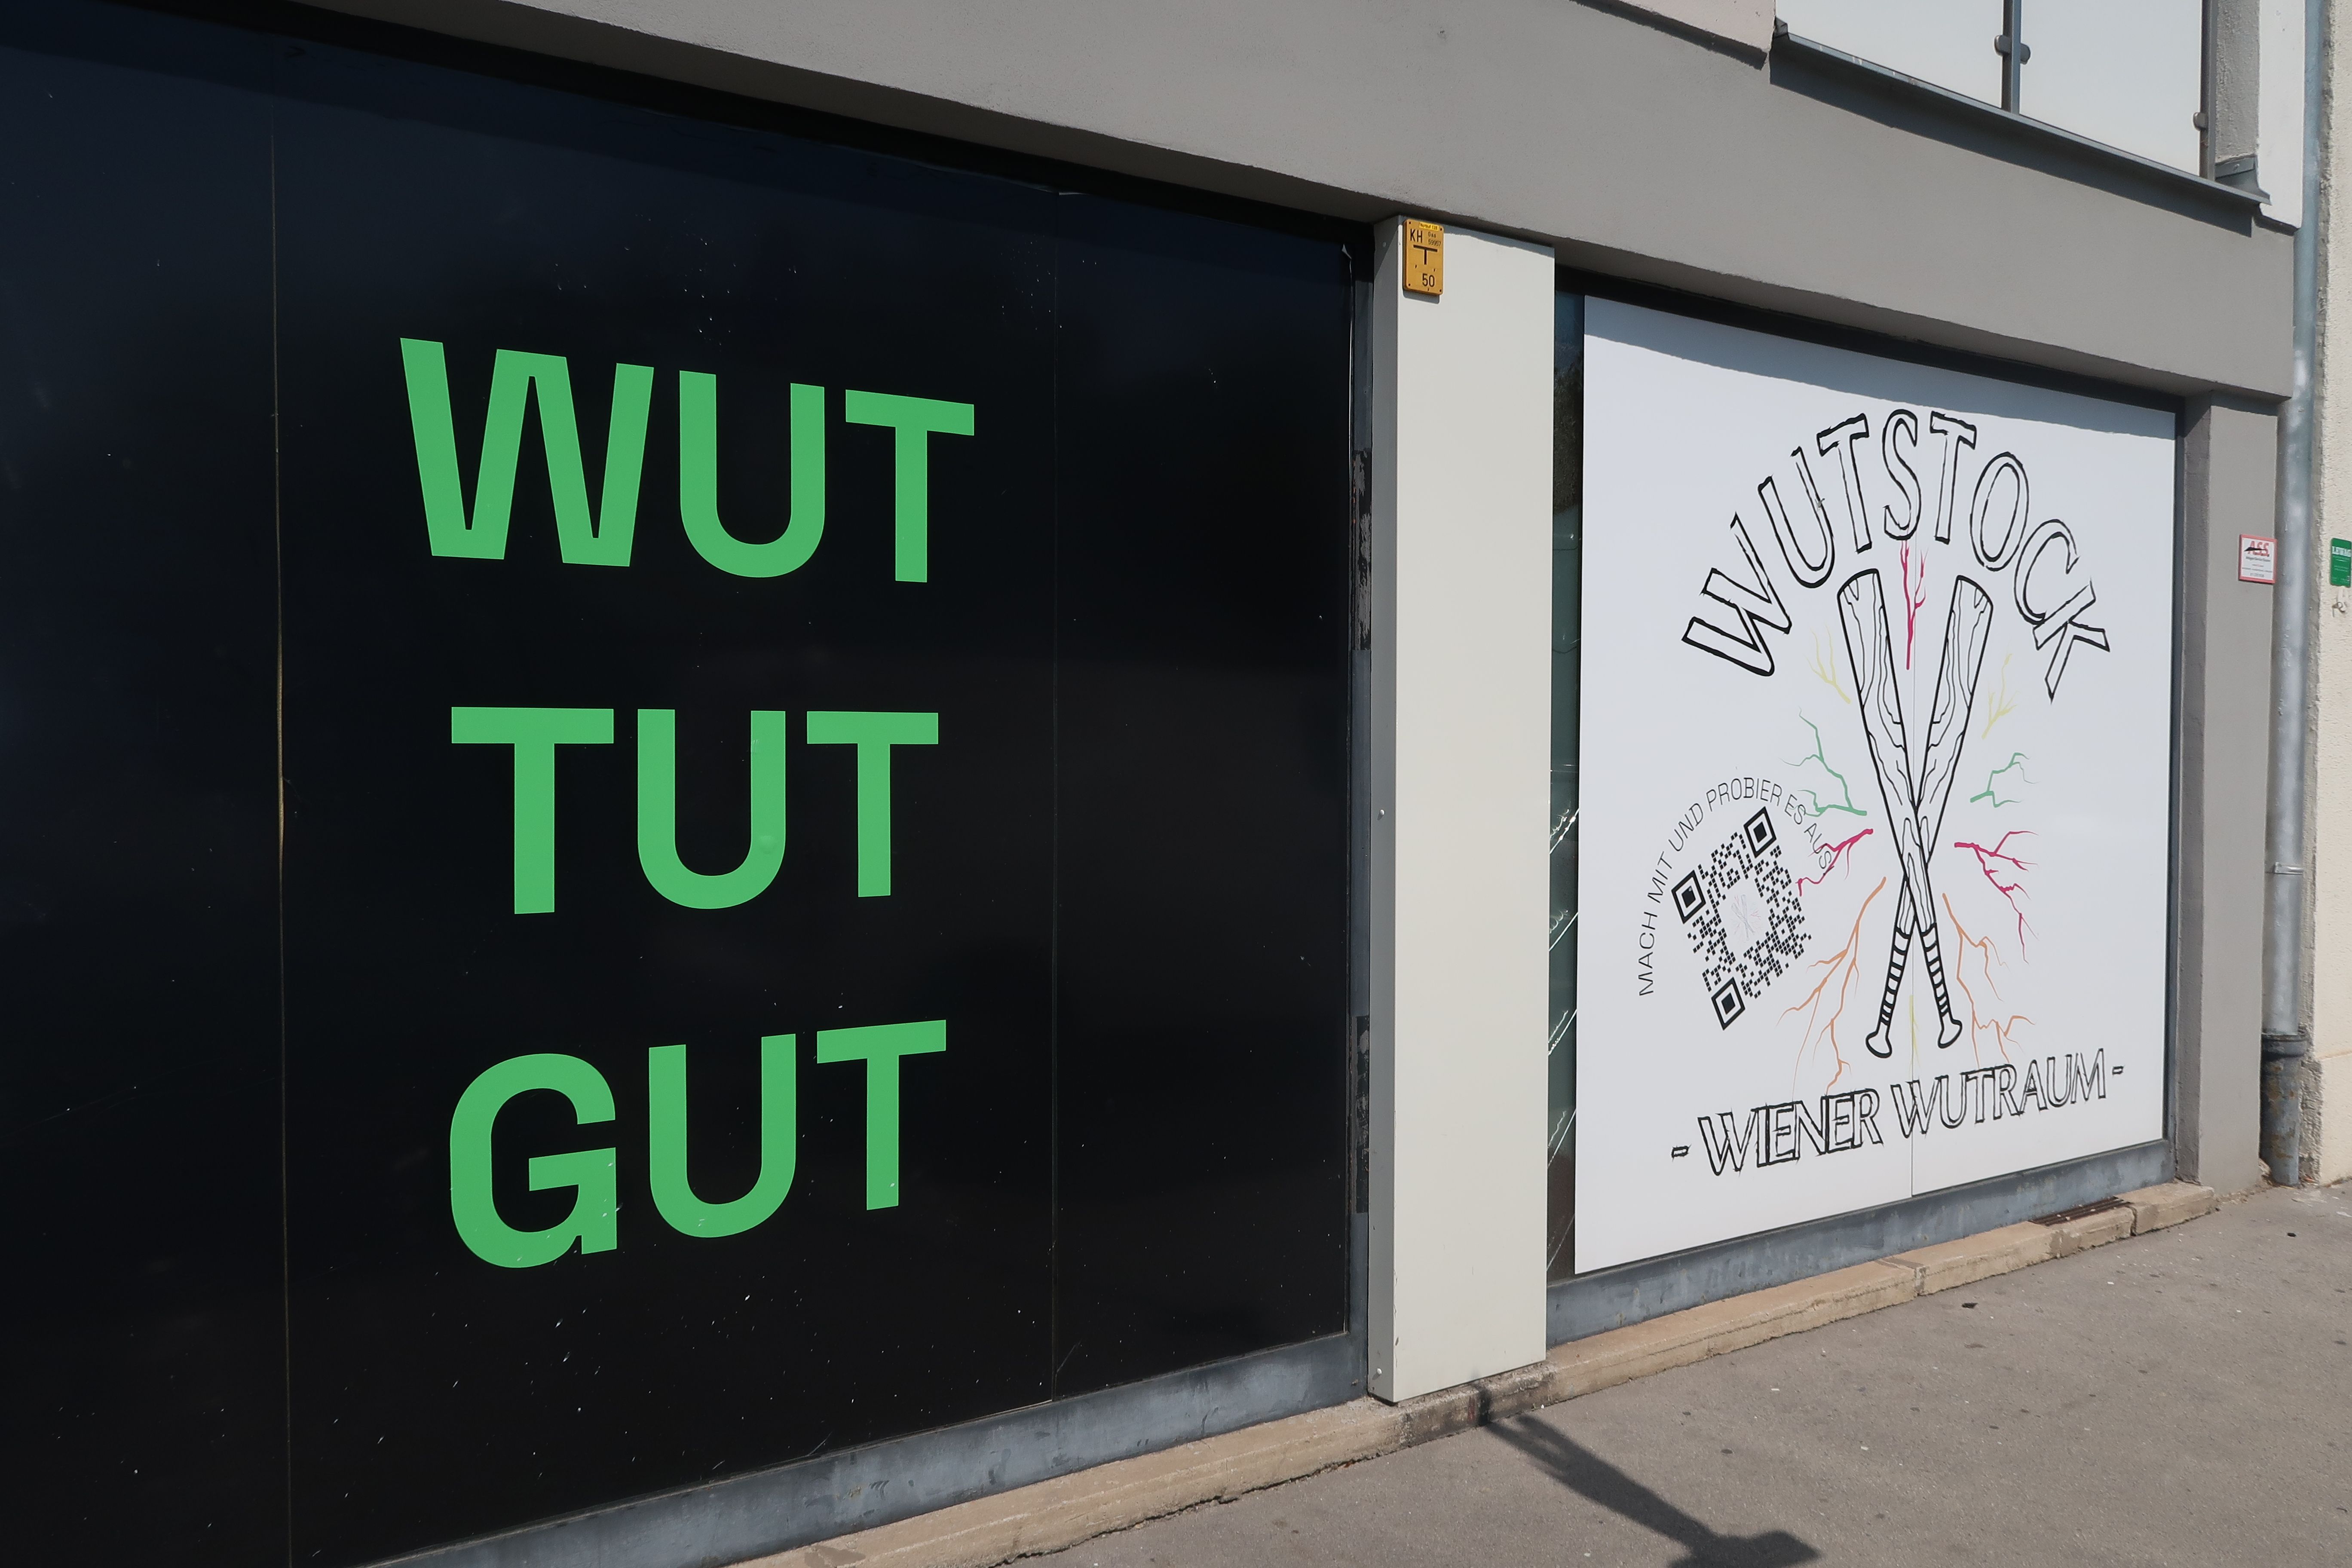 WUT
TUT
GUT
KH
50
WUTSTOCK
MACH MIT UND PROBIER ES AUS
- WIENER WUTRAUM -